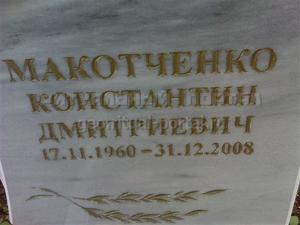 МАКОТЧЕНКО
КОНСТАНТИН
ДМИТРИЕВИЧ
17.11.1960-31.12.2008